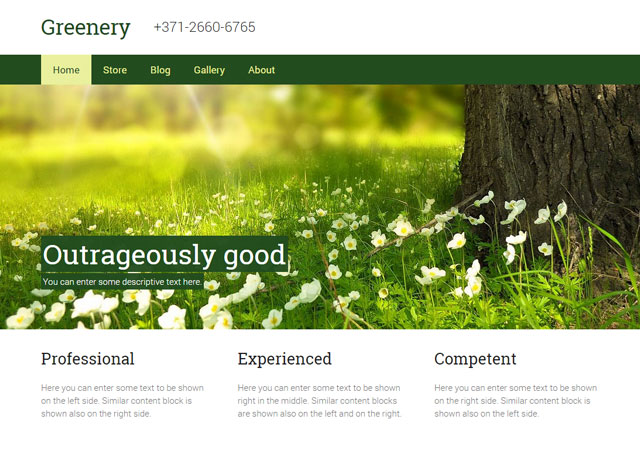 Greenery +371-2660-6765
Home Store Blog Gallery About
Outrageously good
You can enter some descriptive text here.
Professional
Here you can enter some text to be shown
on the left side. Similar content block is
shown also on the right side.
Experienced
Here you can enter some text to be shown
right in the middle. Similar content blocks
are shown also on the left and on the right.
Competent
Here you can enter some text to be shown
on the right side. Similar content block is
shown also on the left side.